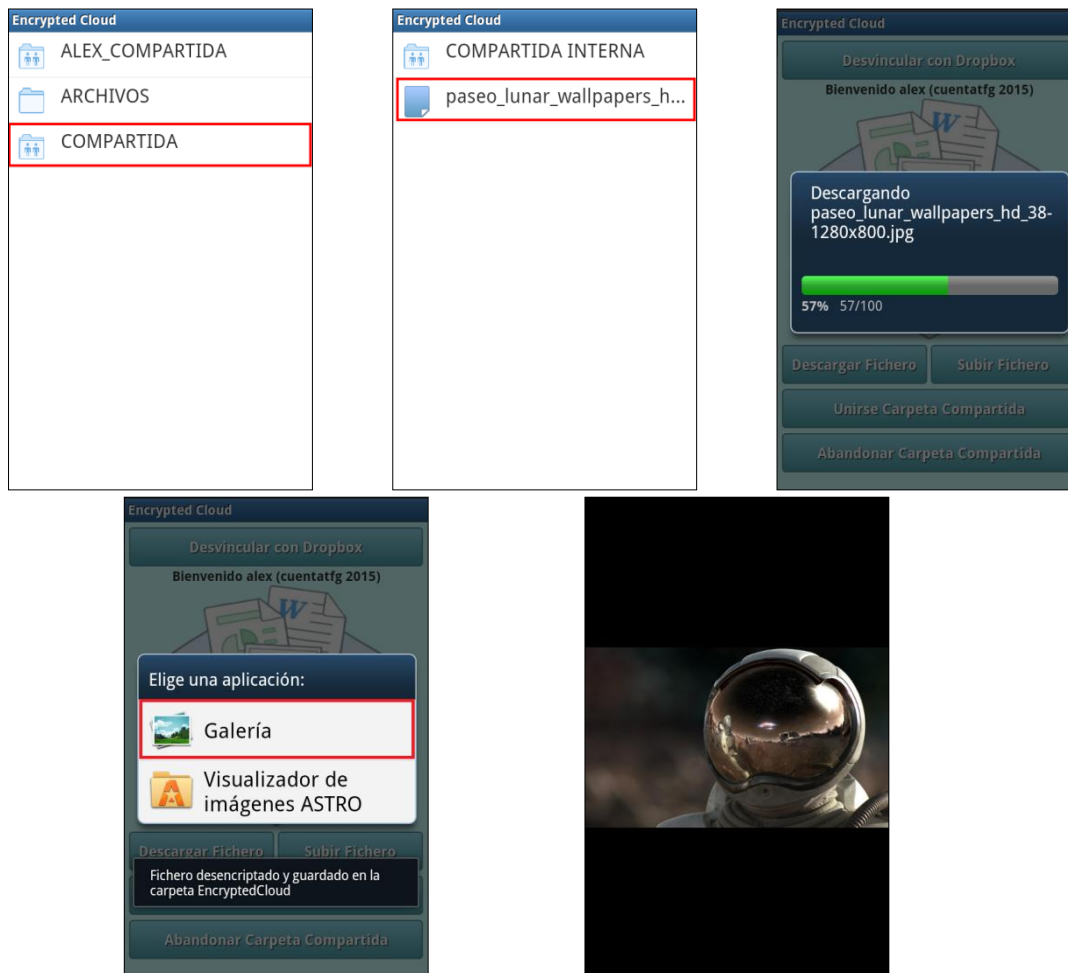 Encrypted Cloud
ALEX_COMPARTIDA
ARCHIVOS
COMPARTIDA
Encrypted Cloud
COMPARTIDA INTERNA
paseo_lunar_wallpapers_h...
Encrypted Cloud
Desvincular con Dropbox
Bienvenido alex (cuentatfg 2015)
W
Descargando
paseo_lunar_wallpapers_hd_38-
1280x800.jpg
57% 57/100
Descargar Fichero Subir Fichero
Unirse Carpeta Compartida
Abandonar Carpeta Compartida
Encrypted Cloud
Desvincular con Dropbox
Bienvenido alex (cuentatfg 2015)
W
Elige una aplicación:
Galería
Visualizador de
imágenes ASTRO
Descargar Fichero Subir Fichero
Fichero desencriptado y guardado en la
carpeta EncryptedCloud
Abandonar Carpeta Compartida